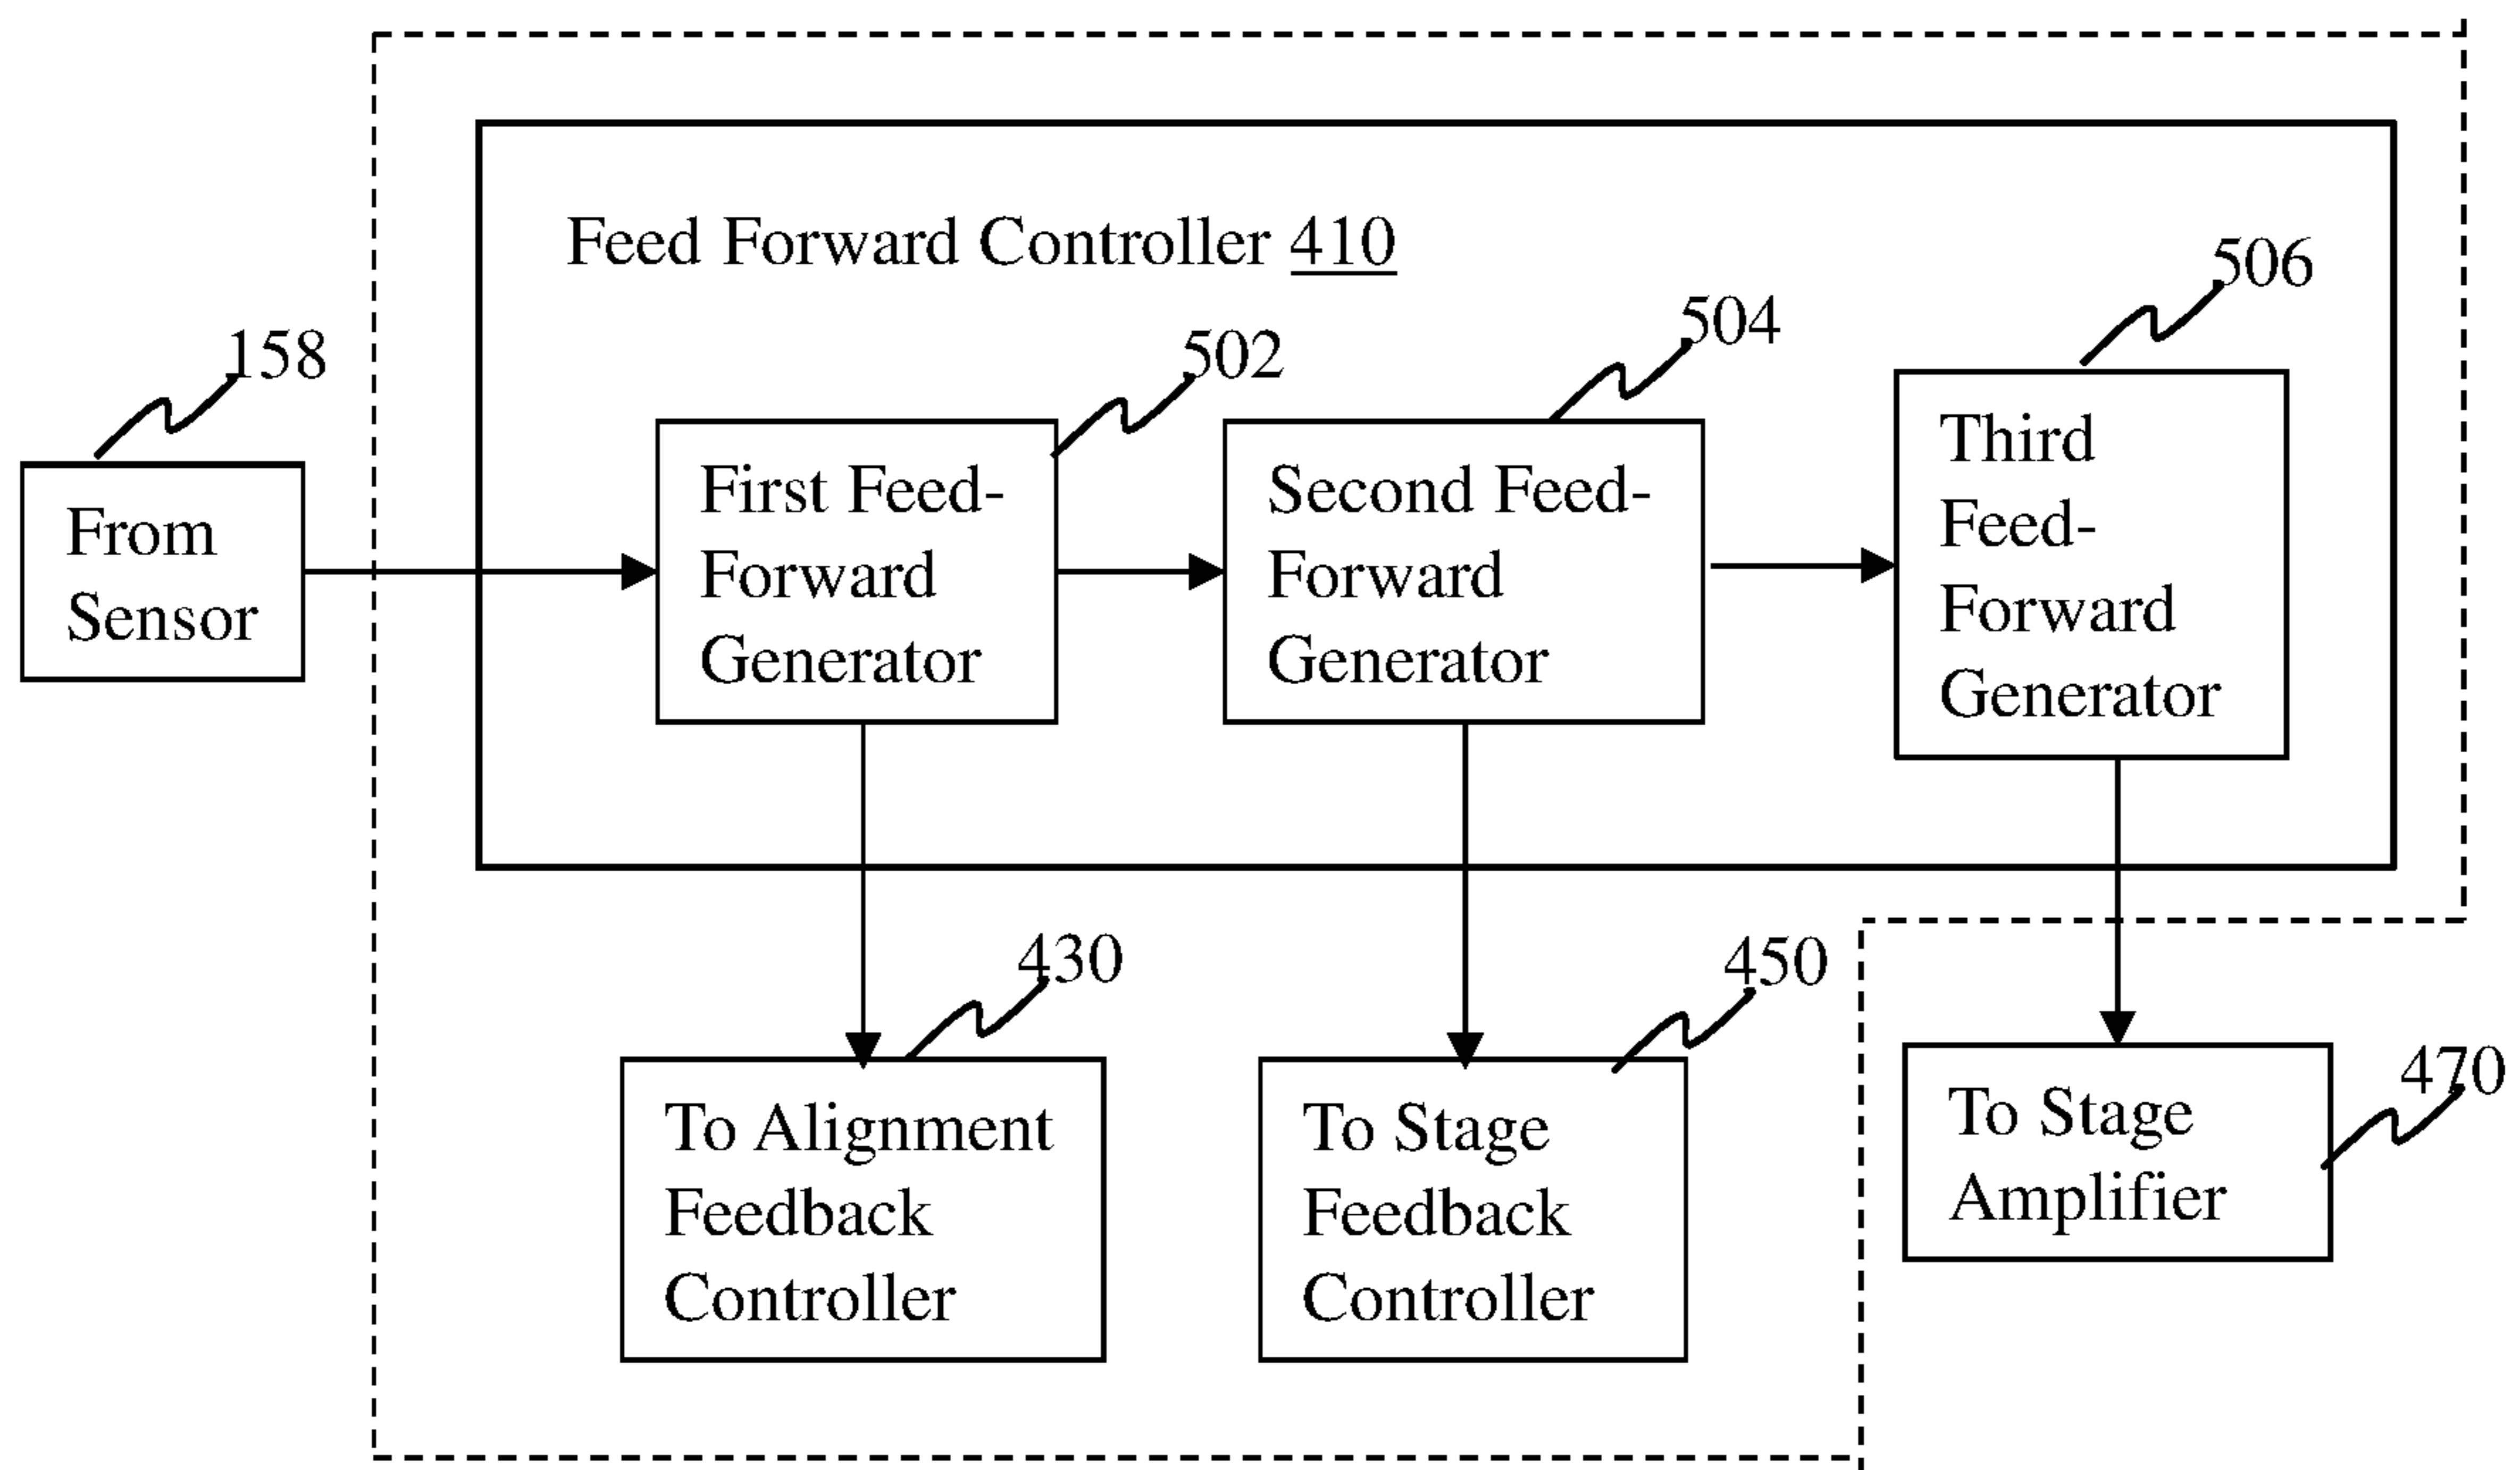 Feed Forward Controller 410
506
504
502
158
From
Sensor
First Feed-
Forward
Generator
Second Feed-
Forward
Generator
Third
Feed-
Forward
Generator
430
450
470
To Alignment
Feedback
Controller
To Stage
Feedback
Controller
To Stage
Amplifier